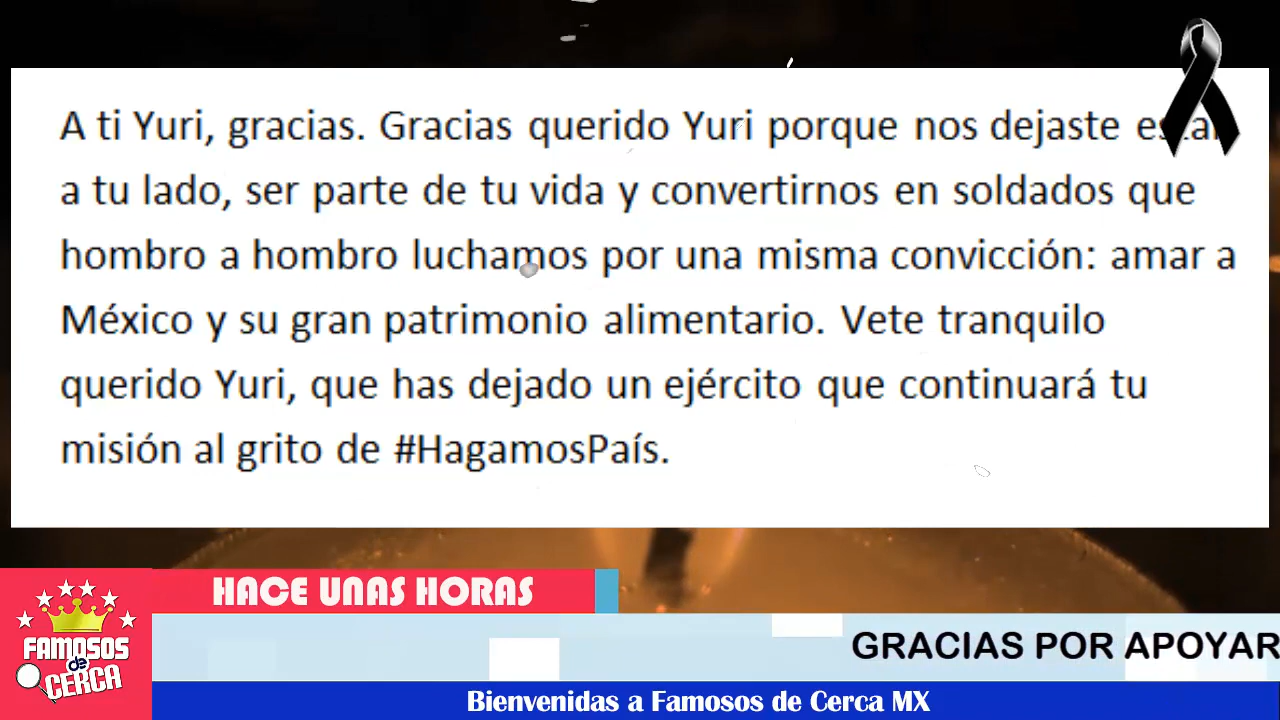 A ti Yuri, gracias. Gracias querido Yuri porque nos dejaste estar
a tu lado, ser parte de tu vida y convertirnos en soldados que
hombro a hombro luchamos por una misma convicción: amar a
México y su gran patrimonio alimentario. Vete tranquilo
querido Yuri, que has dejado un ejército que continuará tu
misión al grito de #HagamosPaís.
HACE UNAS HORAS
FAMOSOS
de
CERCA
GRACIAS POR APOYAR
Bienvenidas a Famosos de Cerca MX